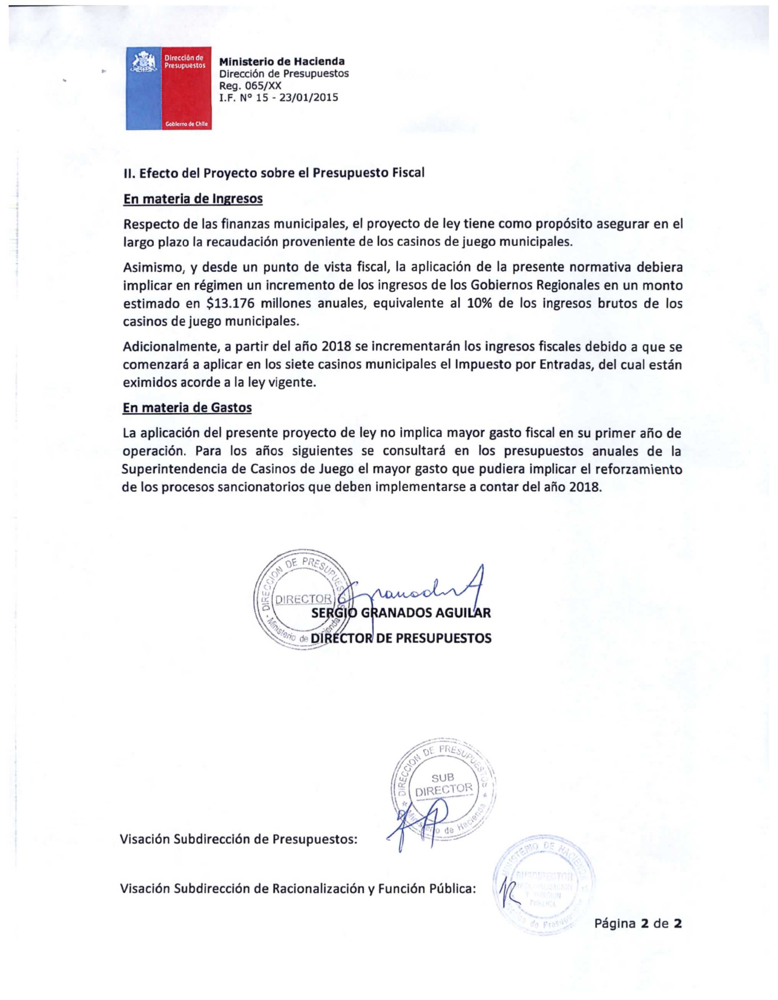 Dirección de
Presupuestos
Gobierno de Chile
Ministerio de Hacienda
Dirección de Presupuestos
Reg. 065/XX
I.F. Nº 15 - 23/01/2015
II. Efecto del Proyecto sobre el Presupuesto Fiscal
En materia de Ingresos
Respecto de las finanzas municipales, el proyecto de ley tiene como propósito asegurar en el
largo plazo la recaudación proveniente de los casinos de juego municipales.
Asimismo, y desde un punto de vista fiscal, la aplicación de la presente normativa debiera
implicar en régimen un incremento de los ingresos de los Gobiernos Regionales en un monto
estimado en $13.176 millones anuales, equivalente al 10% de los ingresos brutos de los
casinos de juego municipales.
Adicionalmente, a partir del año 2018 se incrementarán los ingresos fiscales debido a que se
comenzará a aplicar en los siete casinos municipales el Impuesto por Entradas, del cual están
eximidos acorde a la ley vigente.
En materia de Gastos
La aplicación del presente proyecto de ley no implica mayor gasto fiscal en su primer año de
operación. Para los años siguientes se consultará en los presupuestos anuales de la
Superintendencia de Casinos de Juego el mayor gasto que pudiera implicar el reforzamiento
de los procesos sancionatorios que deben implementarse a contar del año 2018.
DIRECCION DE PRESUPUESTOS
DIRECTOR
Ministerio de Hacienda
SERGIO GRANADOS AGUILAR
DIRECTOR DE PRESUPUESTOS
DIRECCION DE PRESUPUESTOS
SUB
DIRECTOR
Ministerio de Hacienda
Visación Subdirección de Presupuestos:
MINISTERIO DE HACIENDA
SUBDIRECTOR
RACIONALIZACION
Y FUNCION
PUBLICA
Visación Subdirección de Racionalización y Función Pública:
Página 2 de 2